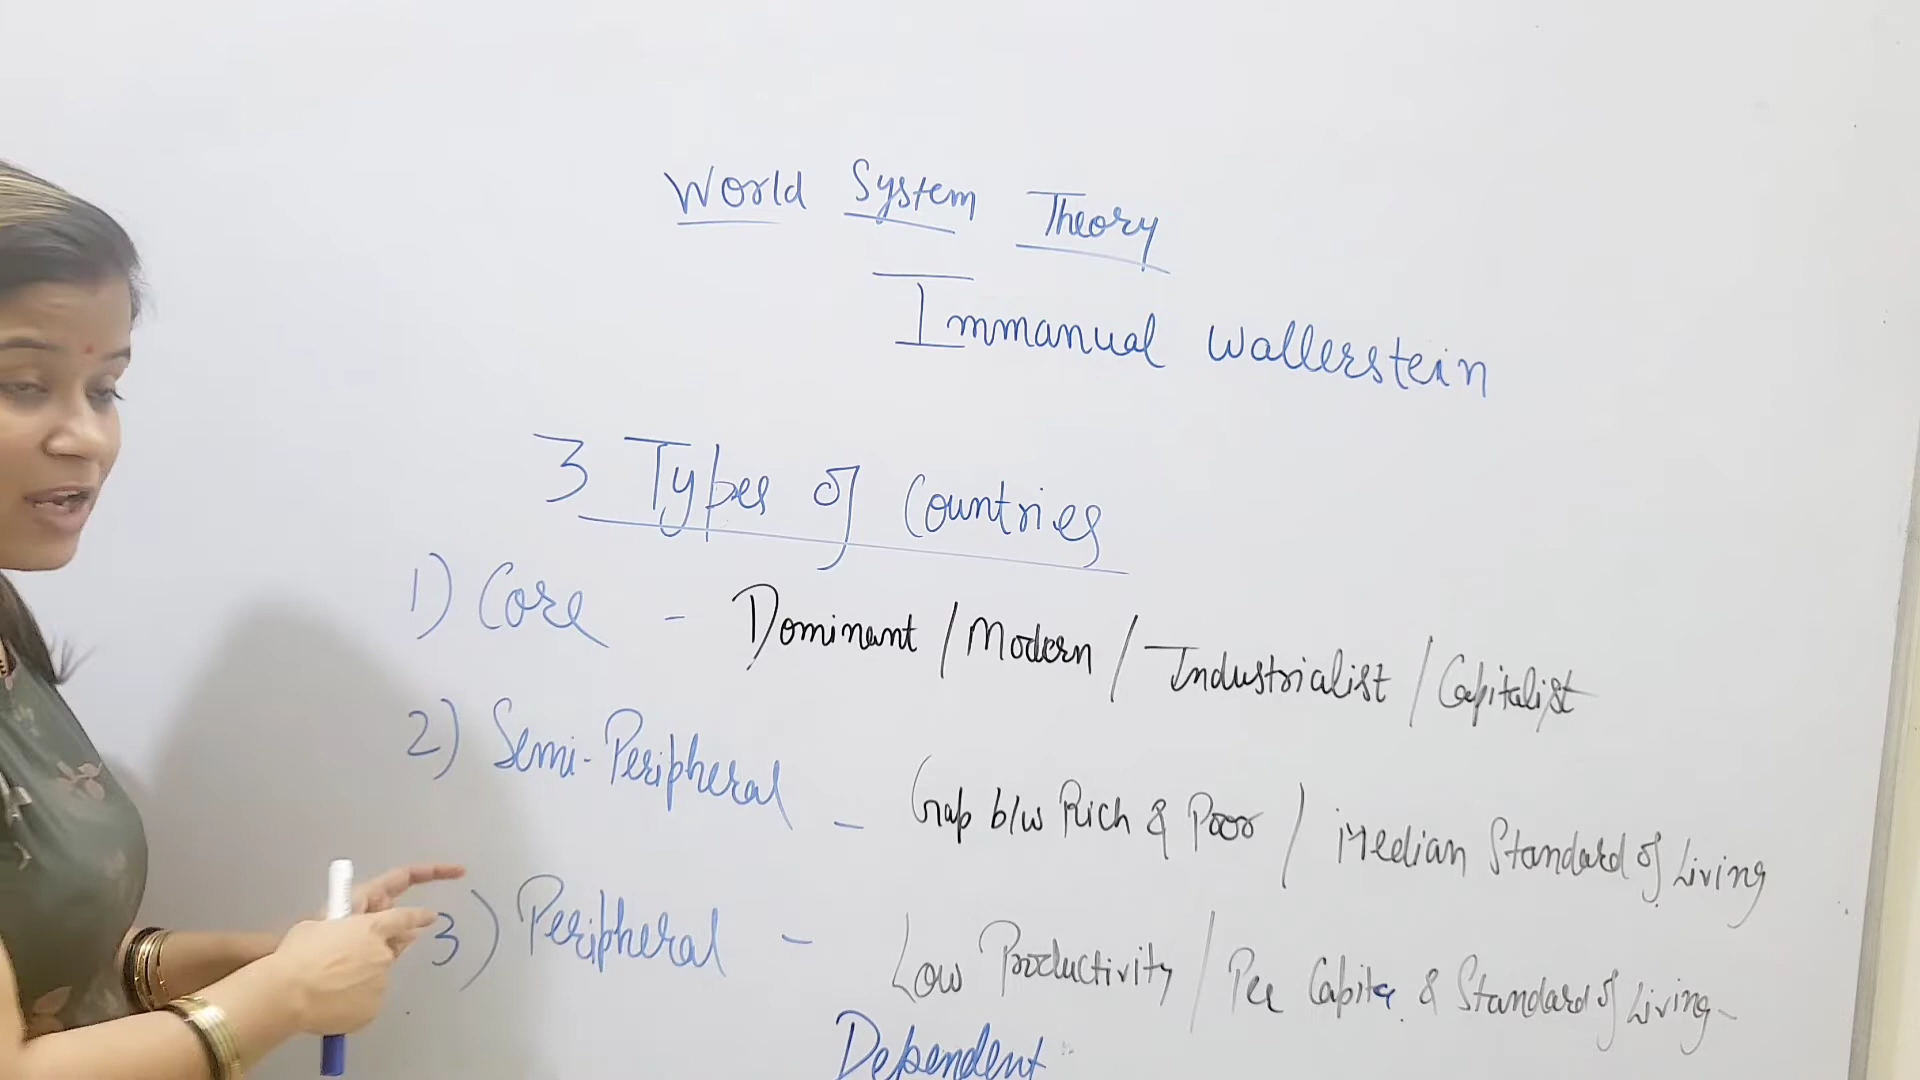 World System Theory
Immanual Wallerstein
3 Types of Countries
1) Core - Dominant / Modern / Industrialist / Capitalist
2) Semi-Peripheral - Gap b/w Rich & Poor / Median Standard of Living
3) Peripheral - Low Productivity / Per Capita & Standard of Living -
Dependent